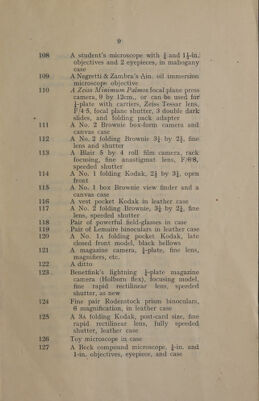 9
108 A student's microscope with ⅔ and 1½-in.
objectives and 2 eyepieces, in mahogany
case
109 A Negretti & Zambra's ⅟₁₂in. oil immersion
microscope objective
110 A Zeiss Minimum Palmos focal plane press
camera, 9 by 12cm., or can be used for
¼-plate with carriers, Zeiss Tessar lens,
F/4·5, focal plane shutter, 3 double dark
slides, and folding pack adapter
111 A No. 2 Brownie box-form camera and
canvas case
112 A No. 2 folding Brownie 3¼ by 2¼, fine
lens and shutter
113 A Blair 5 by 4 roll film camera, rack
focusing, fine anastigmat lens, F/6·8,
speeded shutter
114 A No. 1 folding Kodak, 2¼ by 3¼, open
front
115 A No. 1 box Brownie view finder and a
canvas case
116 A vest pocket Kodak in leather case
117 A No. 2 folding Brownie, 3¼ by 2¼, fine
lens, speeded shutter
118 Pair of powerful field-glasses in case
119 Pair of Lemaire binoculars in leather case
120 A No. 1A folding pocket Kodak, late
closed front model, black bellows
121 A magazine camera, ¼-plate, fine lens,
magnifiers, etc.
122 A ditto
123 Benetfink's lightning ¼-plate magazine
camera (Holborn flex), focusing model,
fine rapid rectilinear lens, speeded
shutter, as new
124 Fine pair Rodenstock prism binoculars,
6 magnification, in leather case
125 A 3A folding Kodak, post-card size, fine
rapid rectilinear lens, fully speeded
shutter, leather case
126 Toy microscope in case
127 A Beck compound microscope, ¼-in. and
1-in. objectives, eyepiece, and case